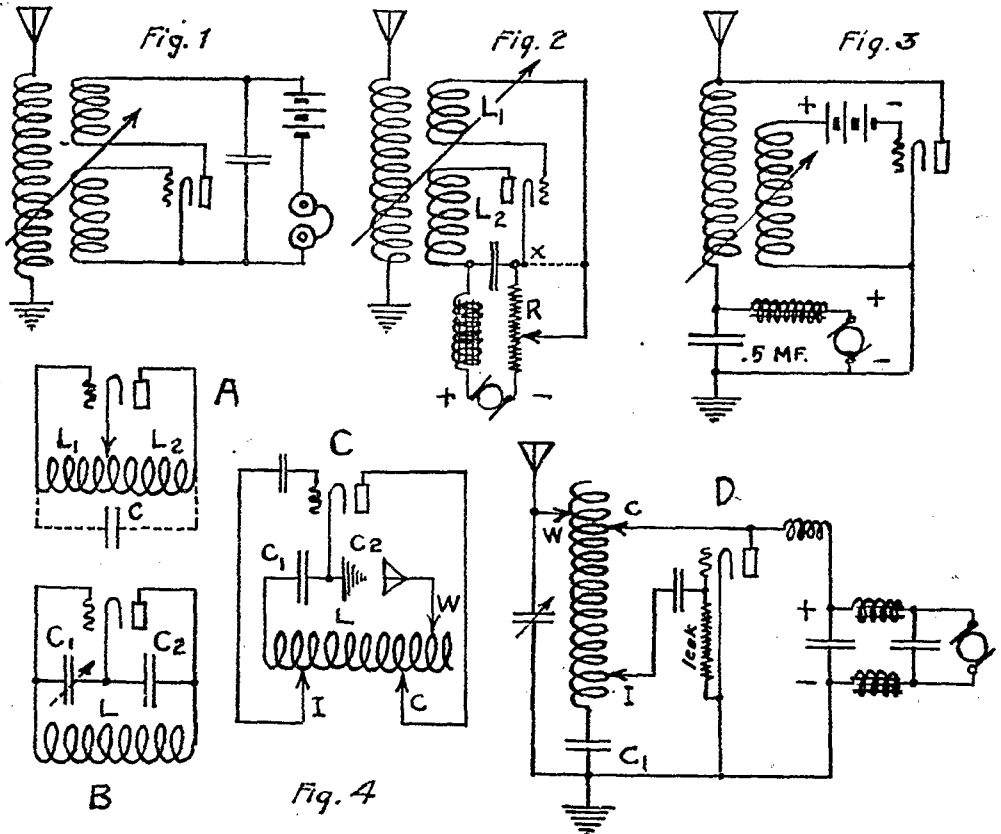 Fig. 1
Fig. 2
Fig. 3
L1
L2
X
R
+ -
+ -
+
.5 MF.
-
A
L1 L2
C
C1 C2
L
B
C
C1 C2
L W
I C
Fig. 4
D
W C
leak
I
C1
+
-